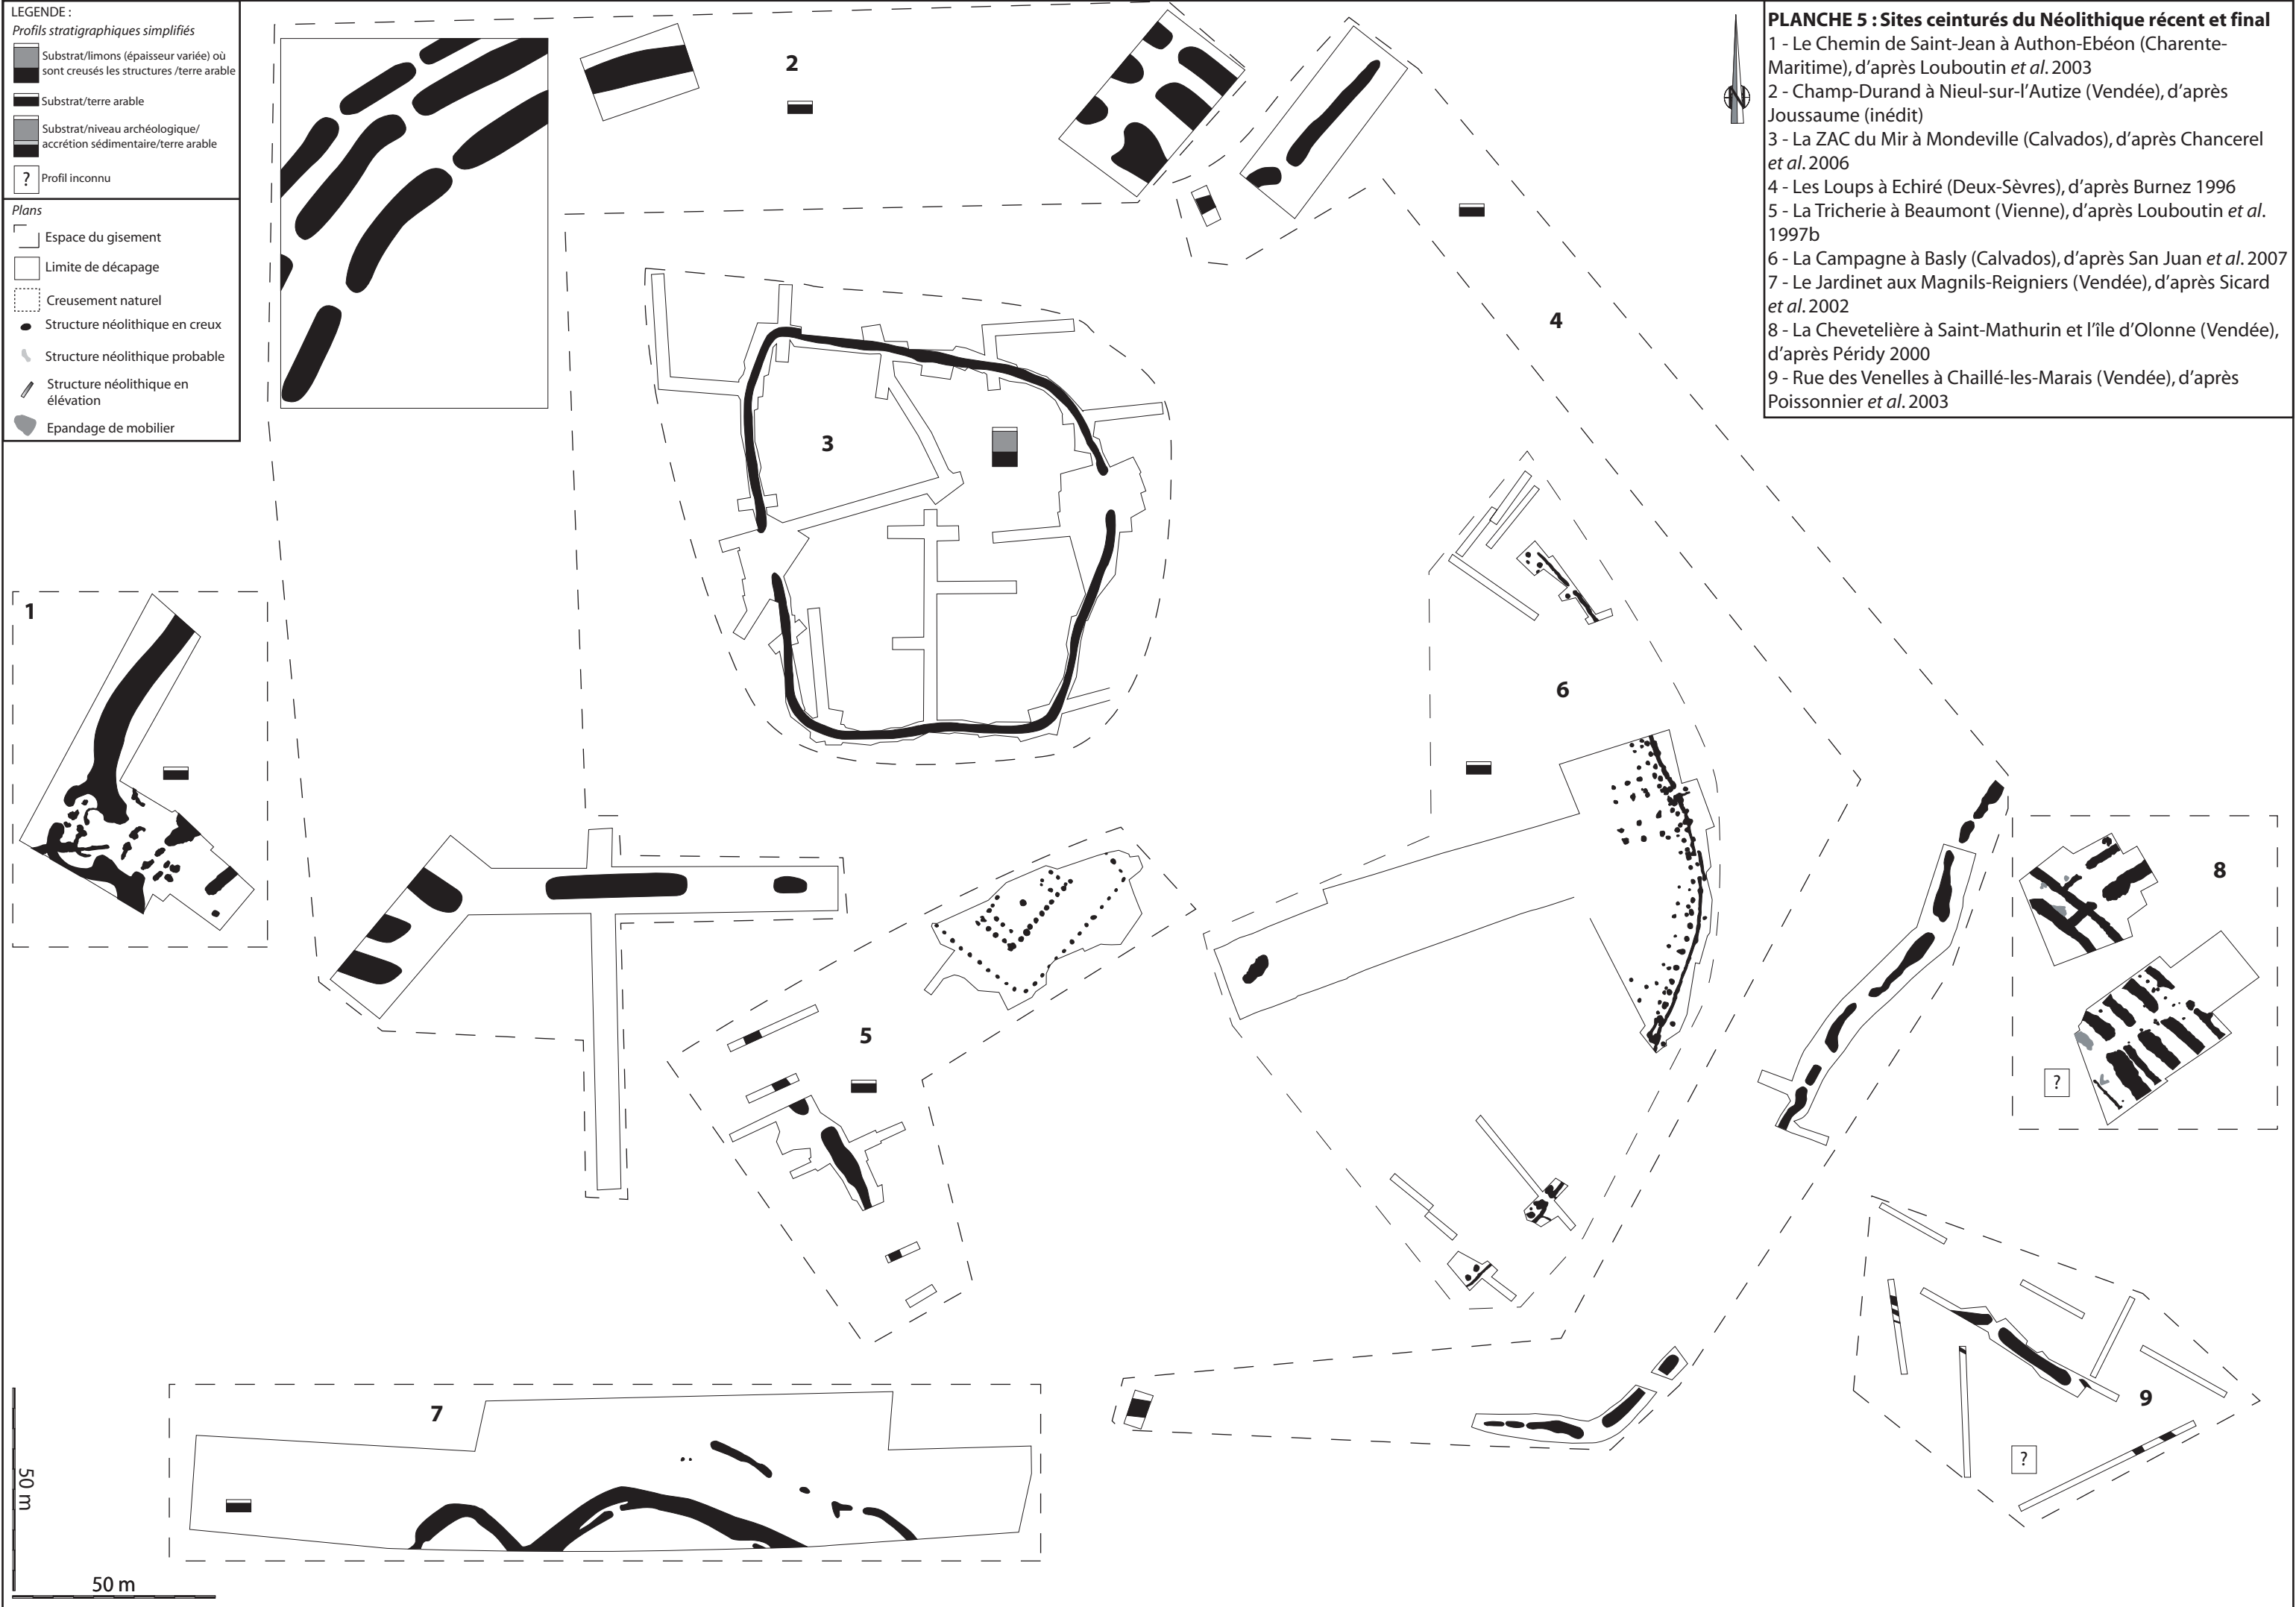 LEGENDE :
Profils stratigraphiques simplifiés
Substrat/limons (épaisseur variée) où
sont creusés les structures /terre arable
Substrat/terre arable
Substrat/niveau archéologique/
accrétion sédimentaire/terre arable
?
Profil inconnu
Plans
Espace du gisement
Limite de décapage
Creusement naturel
Structure néolithique en creux
Structure néolithique probable
Structure néolithique en
élévation
Epandage de mobilier
PLANCHE 5 : Sites ceinturés du Néolithique récent et final
1 - Le Chemin de Saint-Jean à Authon-Ebéon (Charente-
Maritime), d'après Louboutin et al. 2003
2 - Champ-Durand à Nieul-sur-l'Autize (Vendée), d'après
Joussaume (inédit)
3 - La ZAC du Mir à Mondeville (Calvados), d'après Chancerel
et al. 2006
4 - Les Loups à Echiré (Deux-Sèvres), d'après Burnez 1996
5 - La Tricherie à Beaumont (Vienne), d'après Louboutin et al.
1997b
6 - La Campagne à Basly (Calvados), d'après San Juan et al. 2007
7 - Le Jardinet aux Magnils-Reigniers (Vendée), d'après Sicard
et al. 2002
8 - La Chevetelière à Saint-Mathurin et l'île d'Olonne (Vendée),
d'après Péridy 2000
9 - Rue des Venelles à Chaillé-les-Marais (Vendée), d'après
Poissonnier et al. 2003
N
2
4
3
1
6
8
?
5
9
?
7
50 m
50 m